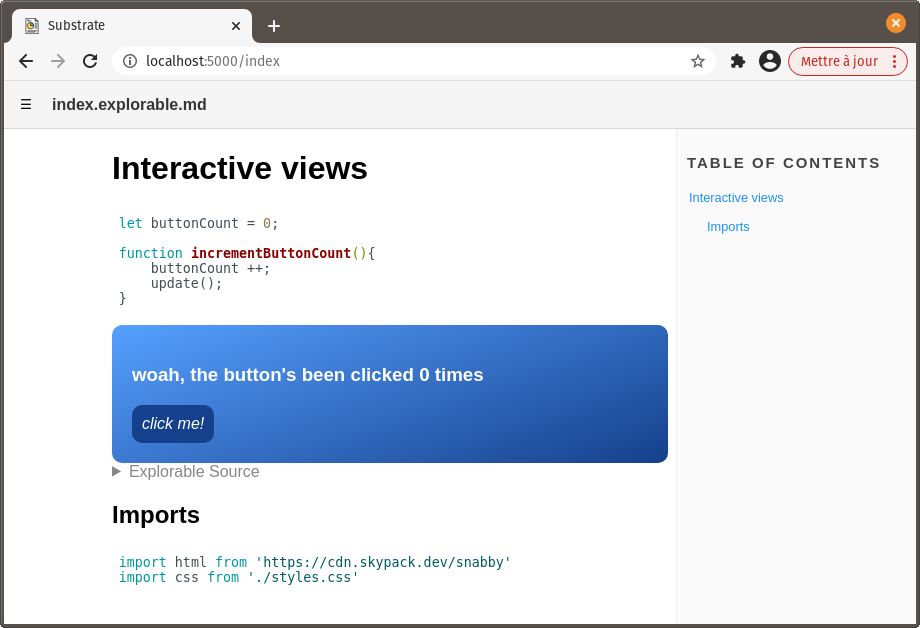 Substrate
localhost:5000/index
Mettre à jour
☰ index.explorable.md
Interactive views
let buttonCount = 0;
function incrementButtonCount(){
buttonCount ++;
update();
}
woah, the button's been clicked 0 times
click me!
Explorable Source
Imports
import html from 'https://cdn.skypack.dev/snabby'
import css from './styles.css'
TABLE OF CONTENTS
Interactive views
Imports